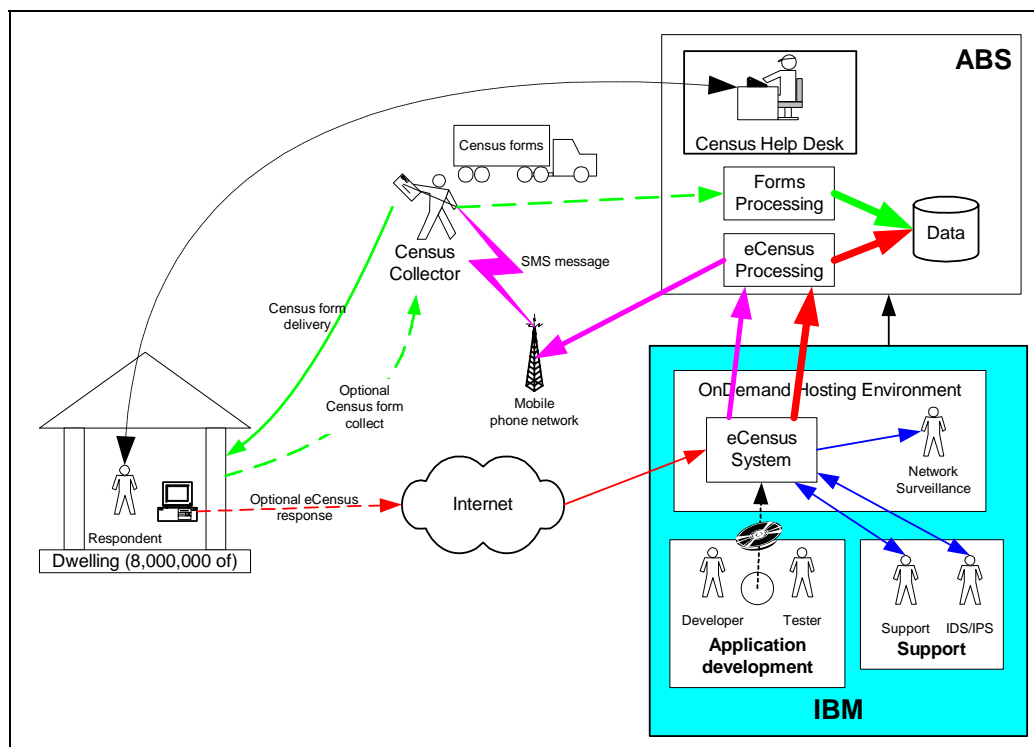 ABS
Census Help Desk
Census forms
Forms
Processing
Data
eCensus
Processing
Census
Collector
SMS message
Census form
delivery
Optional
Census form
collect
Mobile
phone network
OnDemand Hosting Environment
eCensus
System
Network
Surveillance
Internet
Optional eCensus
response
Respondent
Dwelling (8,000,000 of)
Developer
Tester
Application
development
Support
IDS/IPS
Support
IBM